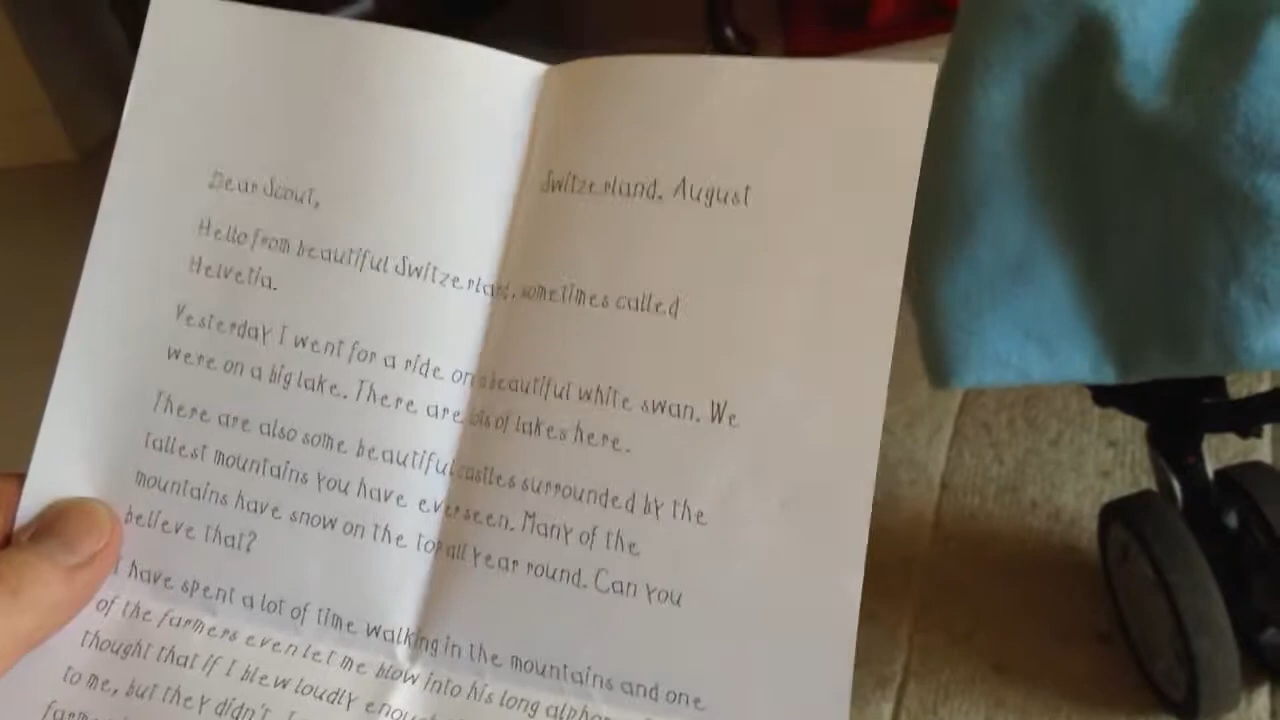 Switzerland, August
Dear Scout,
Hello from beautiful Switzerland, sometimes called
Helvetia.
Yesterday I went for a ride on a beautiful white swan. We
were on a big lake. There are lots of lakes here.
There are also some beautiful castles surrounded by the
tallest mountains you have ever seen. Many of the
mountains have snow on the top all year round. Can you
believe that?
I have spent a lot of time walking in the mountains and one
of the farmers even let me blow into his long
thought that if I blew loudly
to me, but they didn't.